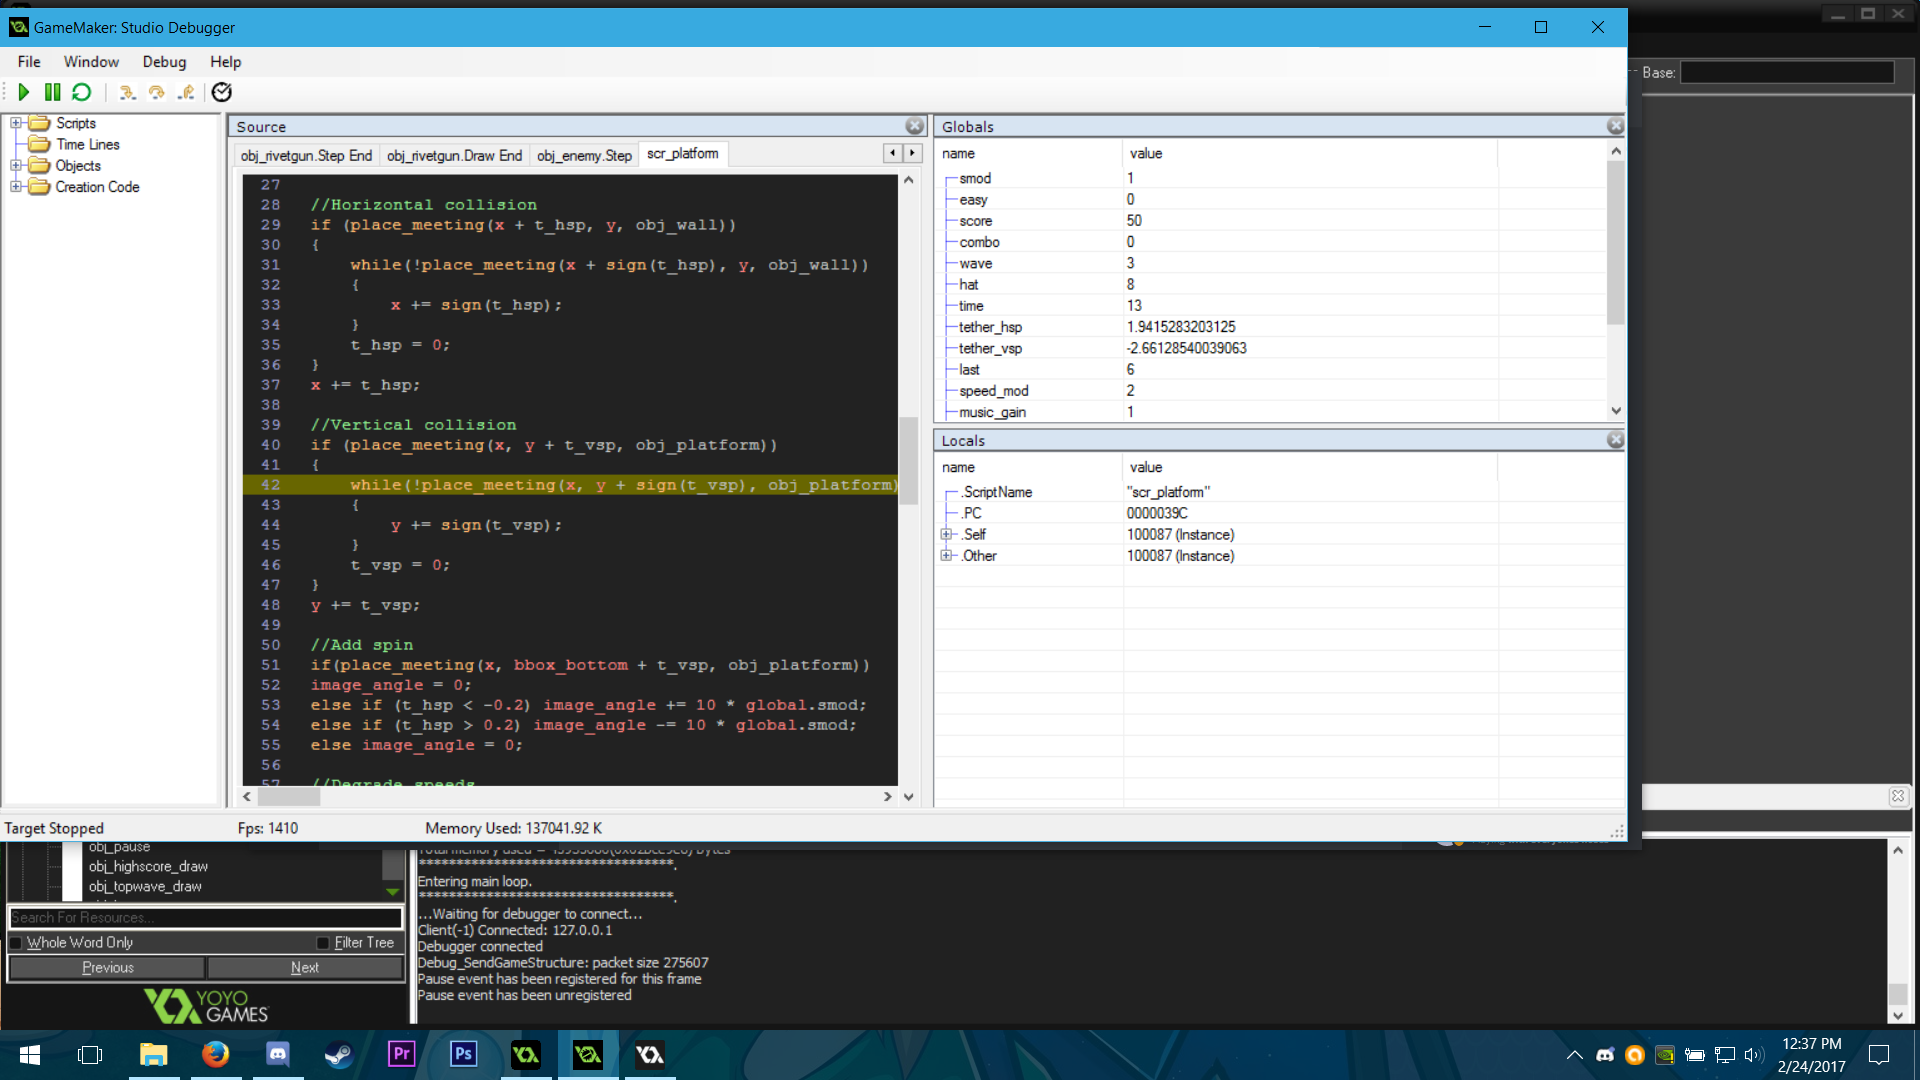 GameMaker: Studio Debugger
File Window Debug Help
Base:
Scripts
Time Lines
Objects
Creation Code
Source
obj_rivetgun.Step End obj_rivetgun.Draw End obj_enemy.Step scr_platform
27
28 //Horizontal collision
29 if (place_meeting(x + t_hsp, y, obj_wall))
30 {
31 while(!place_meeting(x + sign(t_hsp), y, obj_wall))
32 {
33 x += sign(t_hsp);
34 }
35 t_hsp = 0;
36 }
37 x += t_hsp;
38
39 //Vertical collision
40 if (place_meeting(x, y + t_vsp, obj_platform))
41 {
42 while(!place_meeting(x, y + sign(t_vsp), obj_platform)
43 {
44 y += sign(t_vsp);
45 }
46 t_vsp = 0;
47 }
48 y += t_vsp;
49
50 //Add spin
51 if(place_meeting(x, bbox_bottom + t_vsp, obj_platform))
52 image_angle = 0;
53 else if (t_hsp < -0.2) image_angle += 10 * global.smod;
54 else if (t_hsp > 0.2) image_angle -= 10 * global.smod;
55 else image_angle = 0;
56
57 //Degrade speeds
Globals
name value
smod 1
easy 0
score 50
combo 0
wave 3
hat 8
time 13
tether_hsp 1.9415283203125
tether_vsp -2.66128540039063
last 6
speed_mod 2
music_gain 1
Locals
name value
.ScriptName "scr_platform"
.PC 0000039C
.Self 100087 (Instance)
.Other 100087 (Instance)
Target Stopped Fps: 1410 Memory Used: 137041.92 K
obj_pause
obj_highscore_draw
obj_topwave_draw
Search For Resources...
Whole Word Only Filter Tree
Previous Next
YOYO
GAMES
***********************************.
Entering main loop.
***********************************.
...Waiting for debugger to connect...
Client(-1) Connected: 127.0.0.1
Debugger connected
Debug_SendGameStructure: packet size 275607
Pause event has been registered for this frame
Pause event has been unregistered
Pr
Ps
12:37 PM
2/24/2017